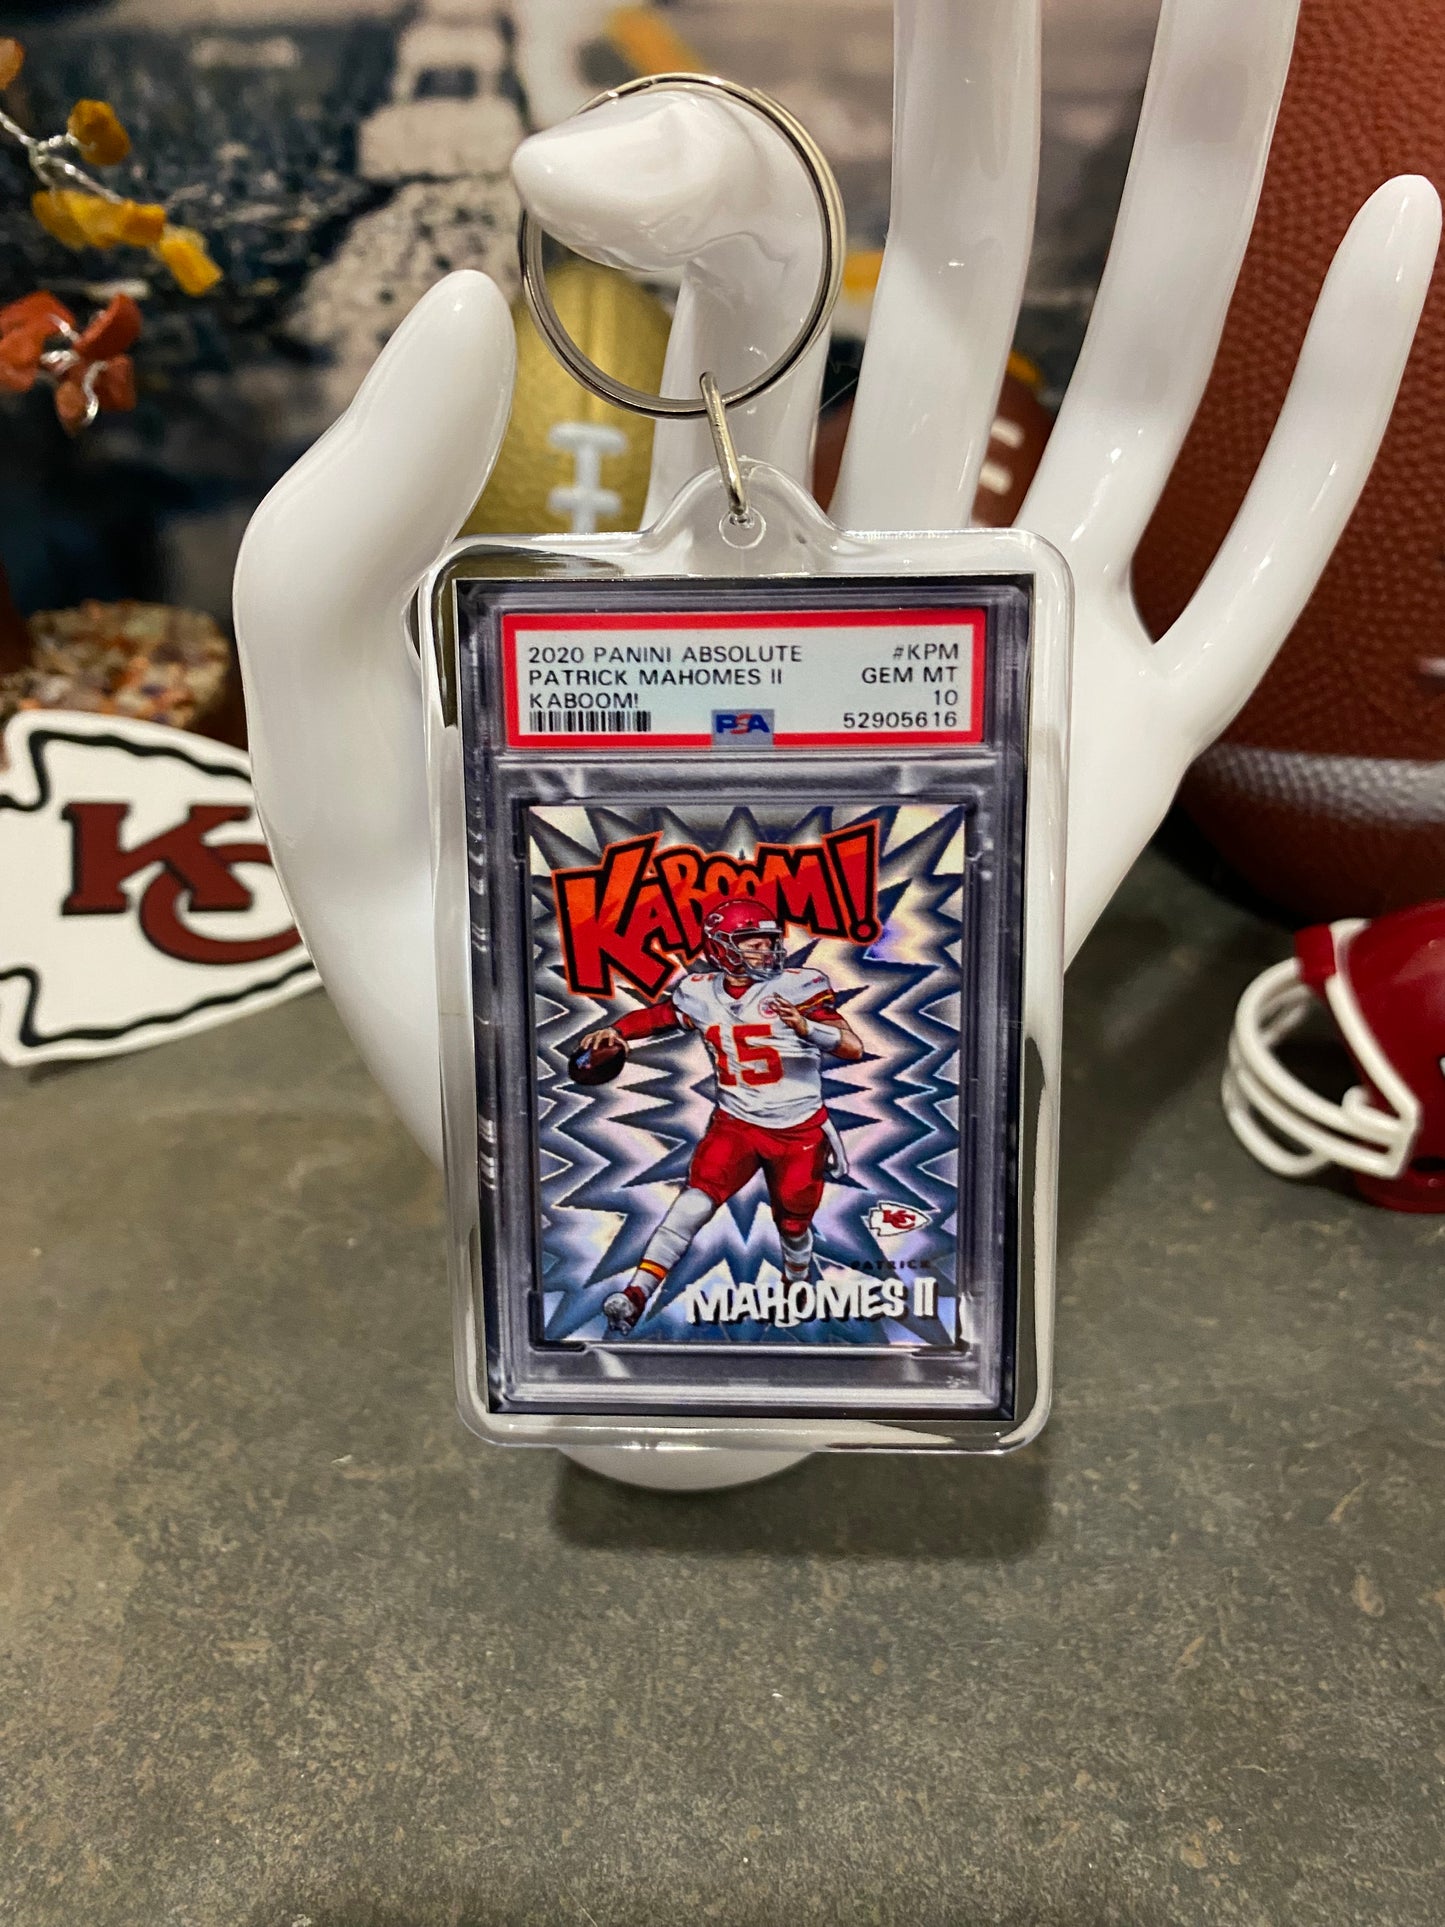 2020 PANINI ABSOLUTE #KPM
PATRICK MAHOMES II GEM MT
KABOOM! 10
PSA 52905616
KABOOM!
15
KC
PATRICK
MAHOMES II
KC